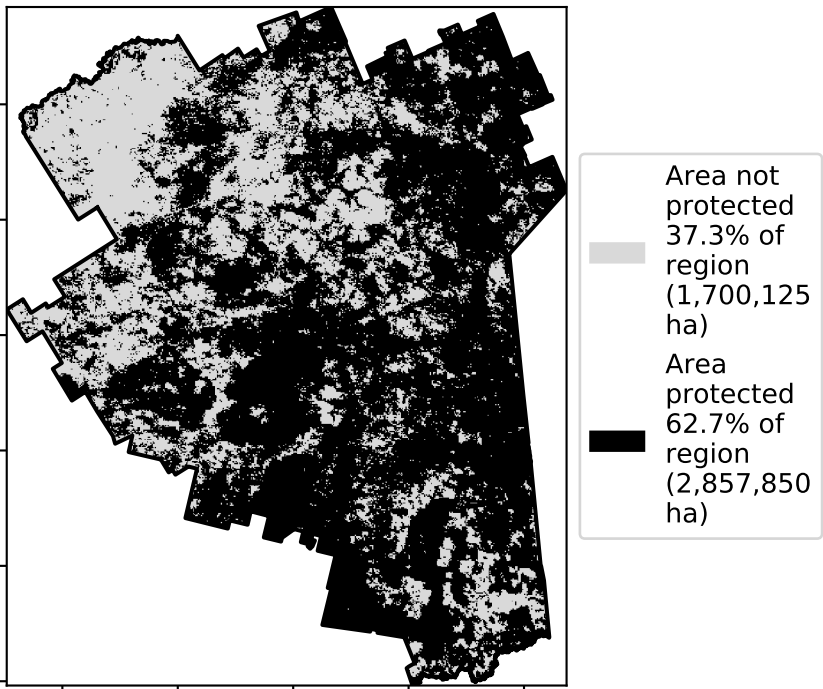 Area not
protected
37.3% of
region
(1,700,125
ha)
Area
protected
62.7% of
region
(2,857,850
ha)